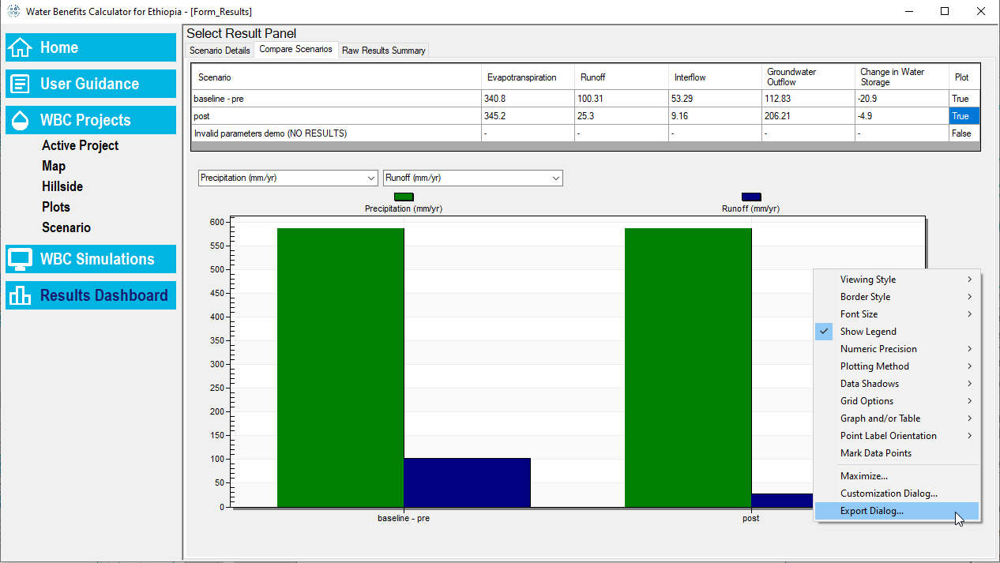 Water Benefits Calculator for Ethiopia - [Form_Results]
Home
User Guidance
WBC Projects
Active Project
Map
Hillside
Plots
Scenario
WBC Simulations
Results Dashboard
Select Result Panel
Scenario Details Compare Scenarios Raw Results Summary
Scenario Evapotranspiration Runoff Interflow Groundwater Outflow Change in Water Storage Plot
baseline - pre 340.8 100.31 53.29 112.83 -20.9 True
post 345.2 25.3 9.16 206.21 -4.9 True
Invalid parameters demo (NO RESULTS) - - - - - False
Precipitation (mm/yr) Runoff (mm/yr)
Precipitation (mm/yr) Runoff (mm/yr)
600
550
500
450
400
350
300
250
200
150
100
50
0
baseline - pre post
Viewing Style
Border Style
Font Size
Show Legend
Numeric Precision
Plotting Method
Data Shadows
Grid Options
Graph and/or Table
Point Label Orientation
Mark Data Points
Maximize...
Customization Dialog...
Export Dialog...